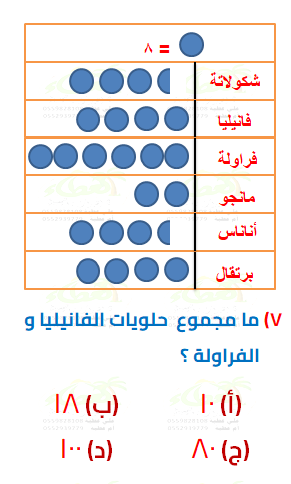 = ٨
شكولاتة
فانيليا
فراولة
مانجو
أناناس
برتقال
٧) ما مجموع حلويات الفانيليا و
الفراولة ؟
(أ) ١٠ (ب) ١٨
(ج) ٨٠ (د) ١٠٠